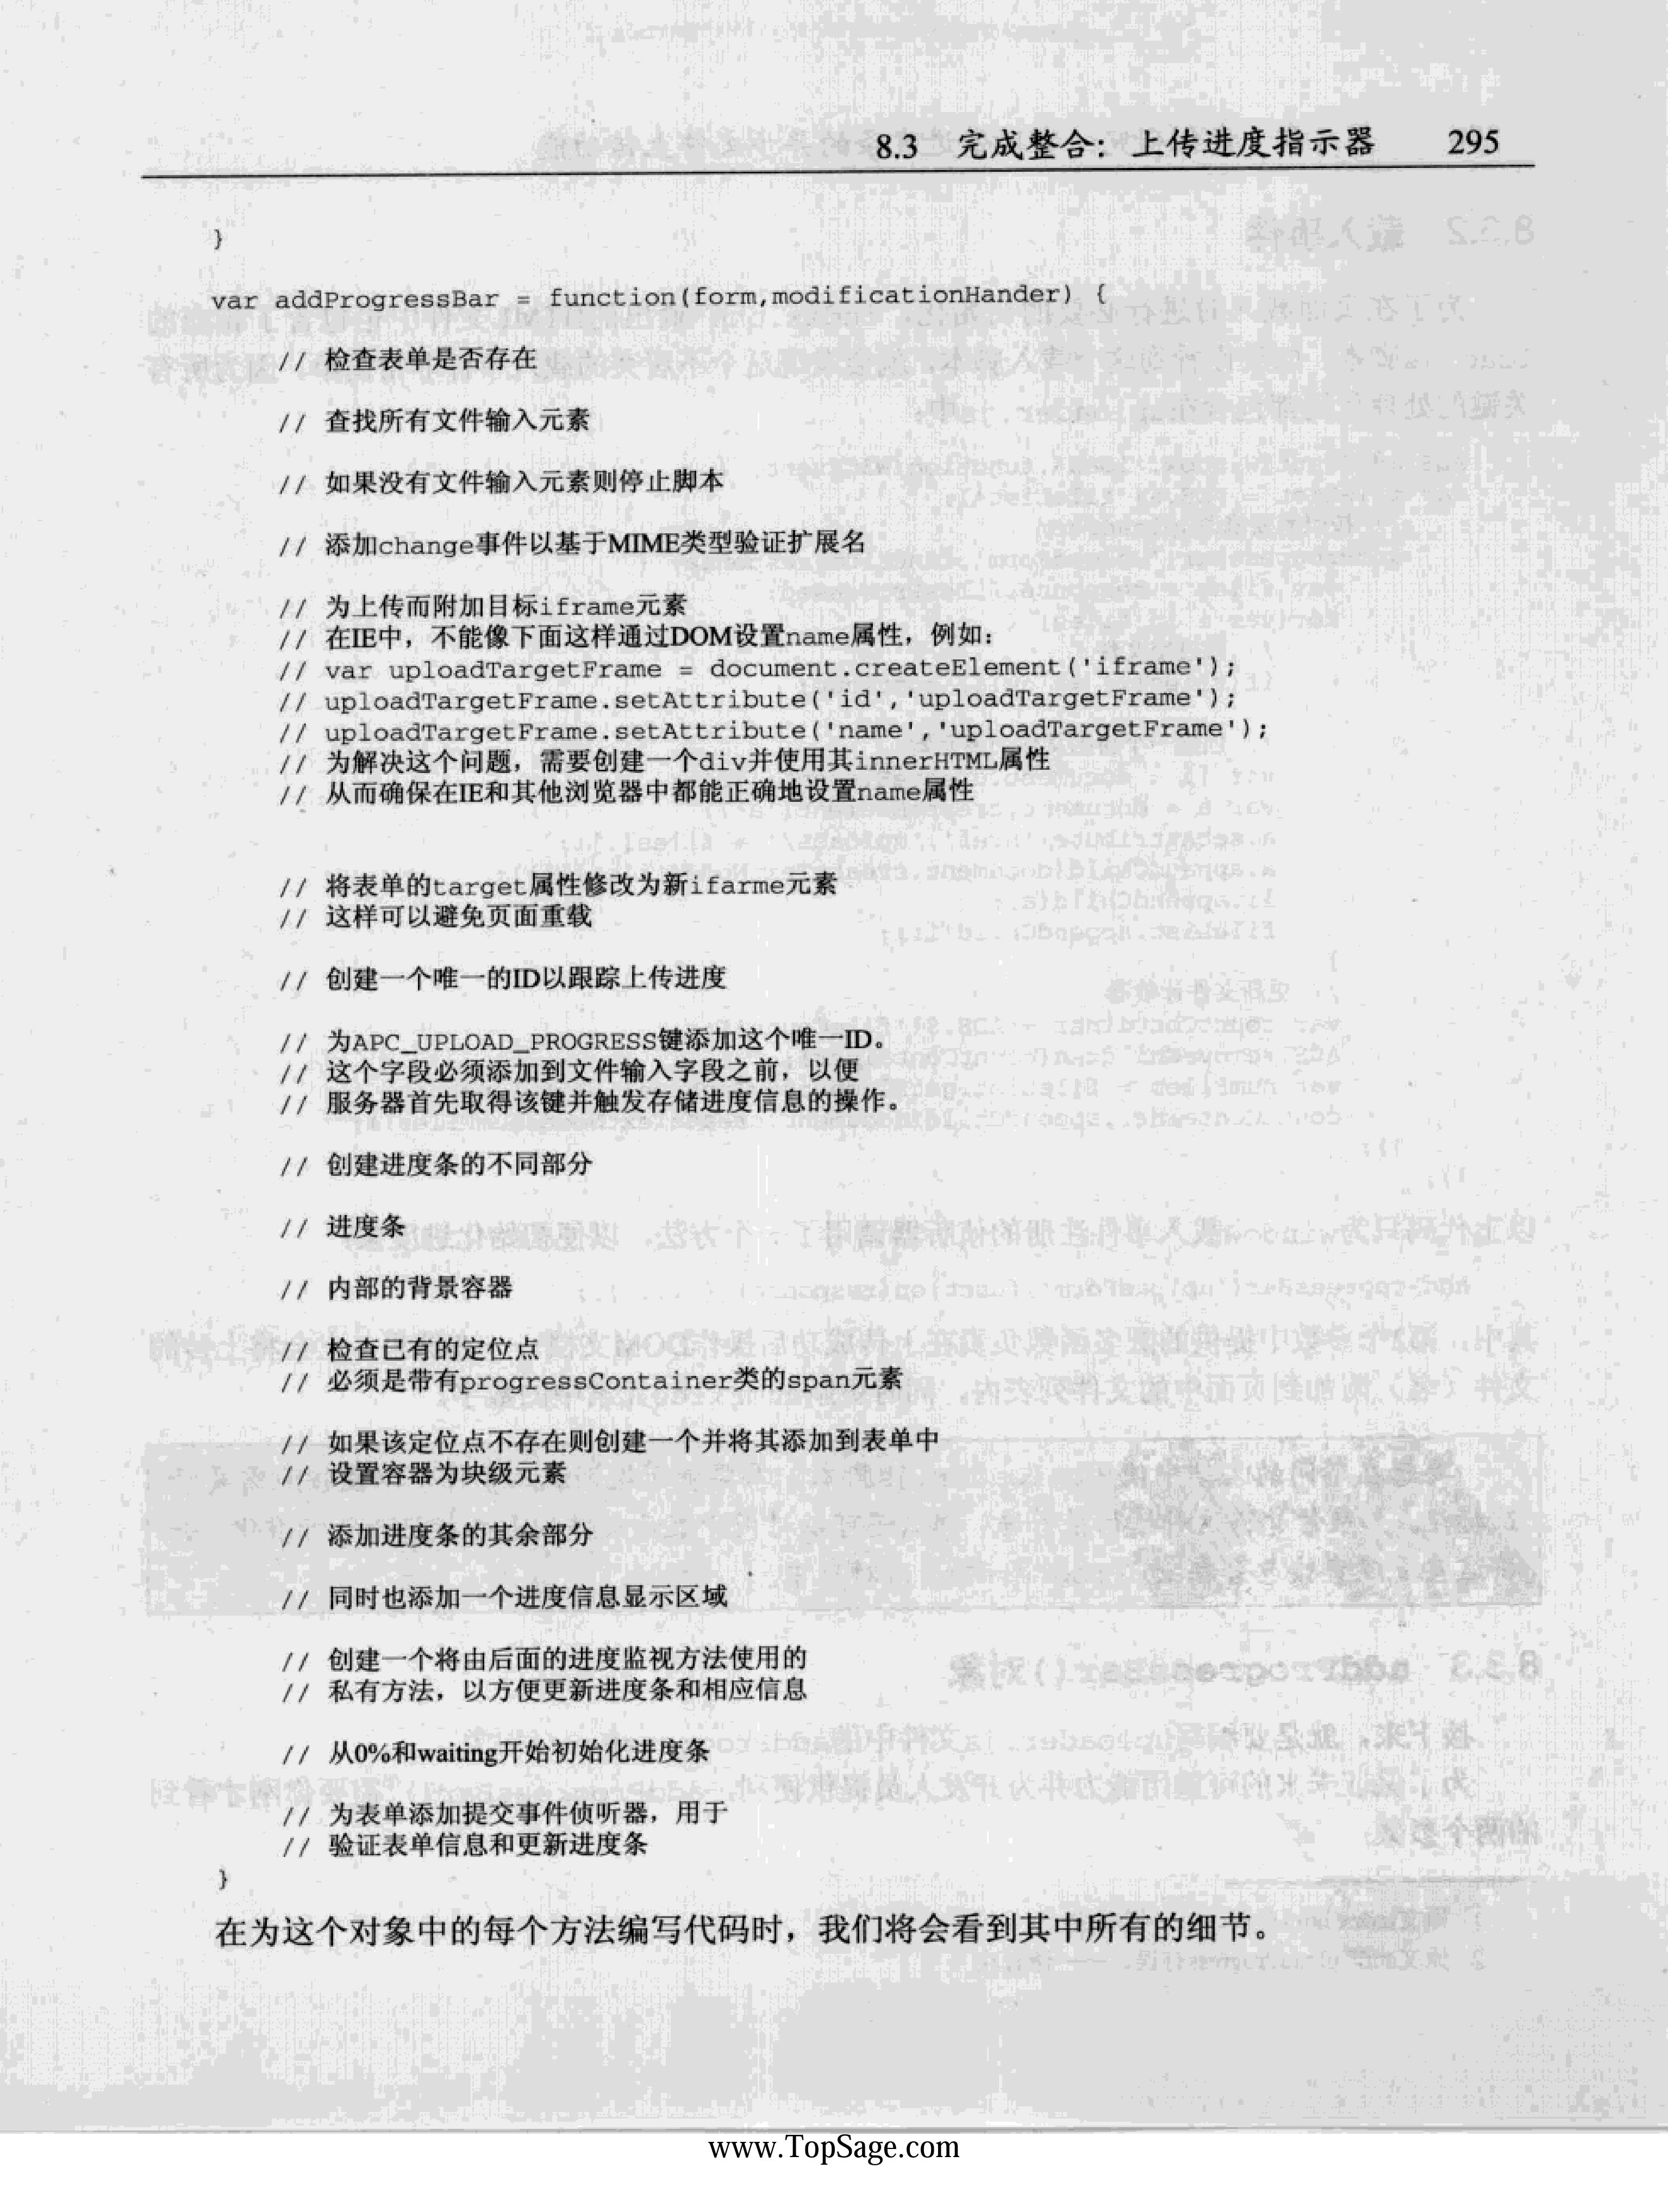 8.3 完成整合：上传进度指示器 295
}
var addProgressBar = function(form,modificationHander) {
// 检查表单是否存在
// 查找所有文件输入元素
// 如果没有文件输入元素则停止脚本
// 添加change事件以基于MIME类型验证扩展名
// 为上传而附加目标iframe元素
// 在IE中，不能像下面这样通过DOM设置name属性，例如：
// var uploadTargetFrame = document.createElement('iframe');
// uploadTargetFrame.setAttribute('id','uploadTargetFrame');
// uploadTargetFrame.setAttribute('name','uploadTargetFrame');
// 为解决这个问题，需要创建一个div并使用其innerHTML属性
// 从而确保在IE和其他浏览器中都能正确地设置name属性
// 将表单的target属性修改为新ifarme元素
// 这样可以避免页面重载
// 创建一个唯一的ID以跟踪上传进度
// 为APC_UPLOAD_PROGRESS键添加这个唯一ID。
// 这个字段必须添加到文件输入字段之前，以便
// 服务器首先取得该键并触发存储进度信息的操作。
// 创建进度条的不同部分
// 进度条
// 内部的背景容器
// 检查已有的定位点
// 必须是带有progressContainer类的span元素
// 如果该定位点不存在则创建一个并将其添加到表单中
// 设置容器为块级元素
// 添加进度条的其余部分
// 同时也添加一个进度信息显示区域
// 创建一个将由后面的进度监视方法使用的
// 私有方法，以方便更新进度条和相应信息
// 从0%和waiting开始初始化进度条
// 为表单添加提交事件侦听器，用于
// 验证表单信息和更新进度条
}
在为这个对象中的每个方法编写代码时，我们将会看到其中所有的细节。
www.TopSage.com